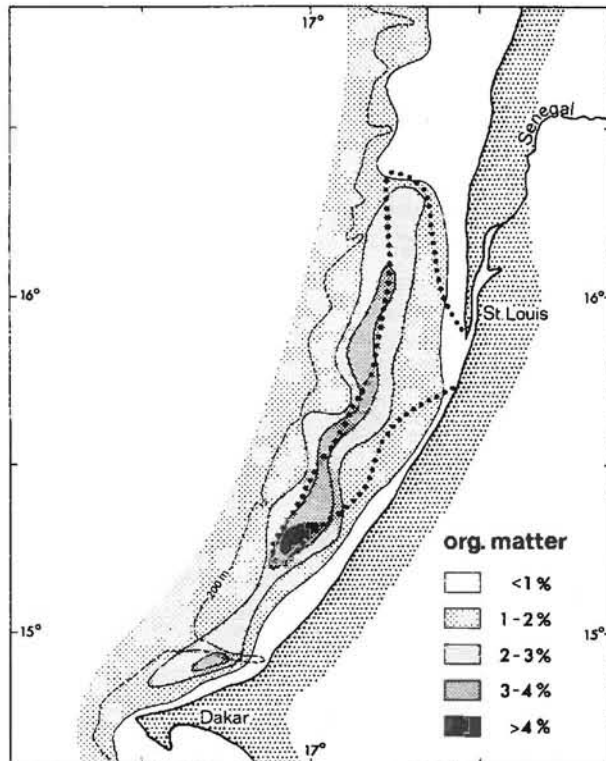 17°
Senegal
16°
16°
St. Louis
200 m
org. matter
<1%
1-2%
15°
15°
2-3%
3-4%
Dakar
>4%
17°